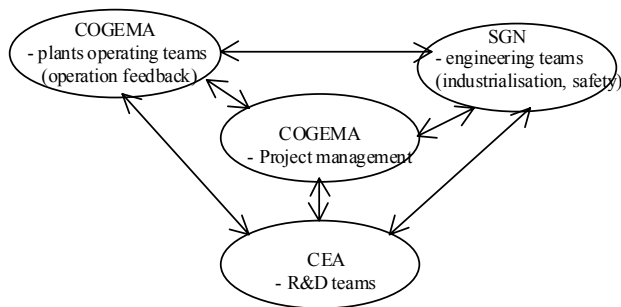 COGEMA
- plants operating teams
(operation feedback)
SGN
- engineering teams
(industrialisation, safety)
COGEMA
- Project management
CEA
- R&D teams